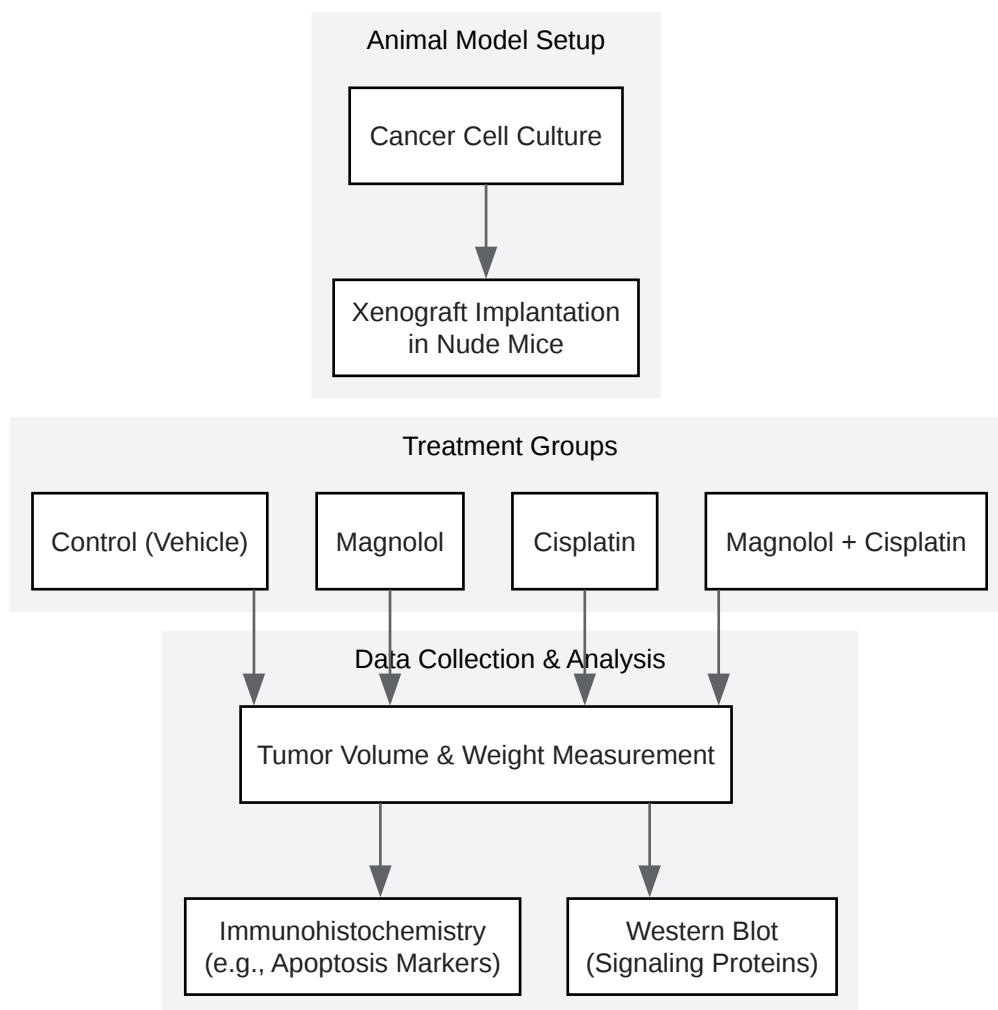 Animal Model Setup
Cancer Cell Culture
Xenograft Implantation
in Nude Mice
Treatment Groups
Control (Vehicle)
Magnolol
Cisplatin
Magnolol + Cisplatin
Data Collection & Analysis
Tumor Volume & Weight Measurement
Immunohistochemistry
(e.g., Apoptosis Markers)
Western Blot
(Signaling Proteins)